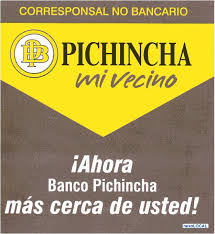 CORRESPONSAL NO BANCARIO
PICHINCHA
mi vecino
¡Ahora
Banco Pichincha
más cerca de usted!